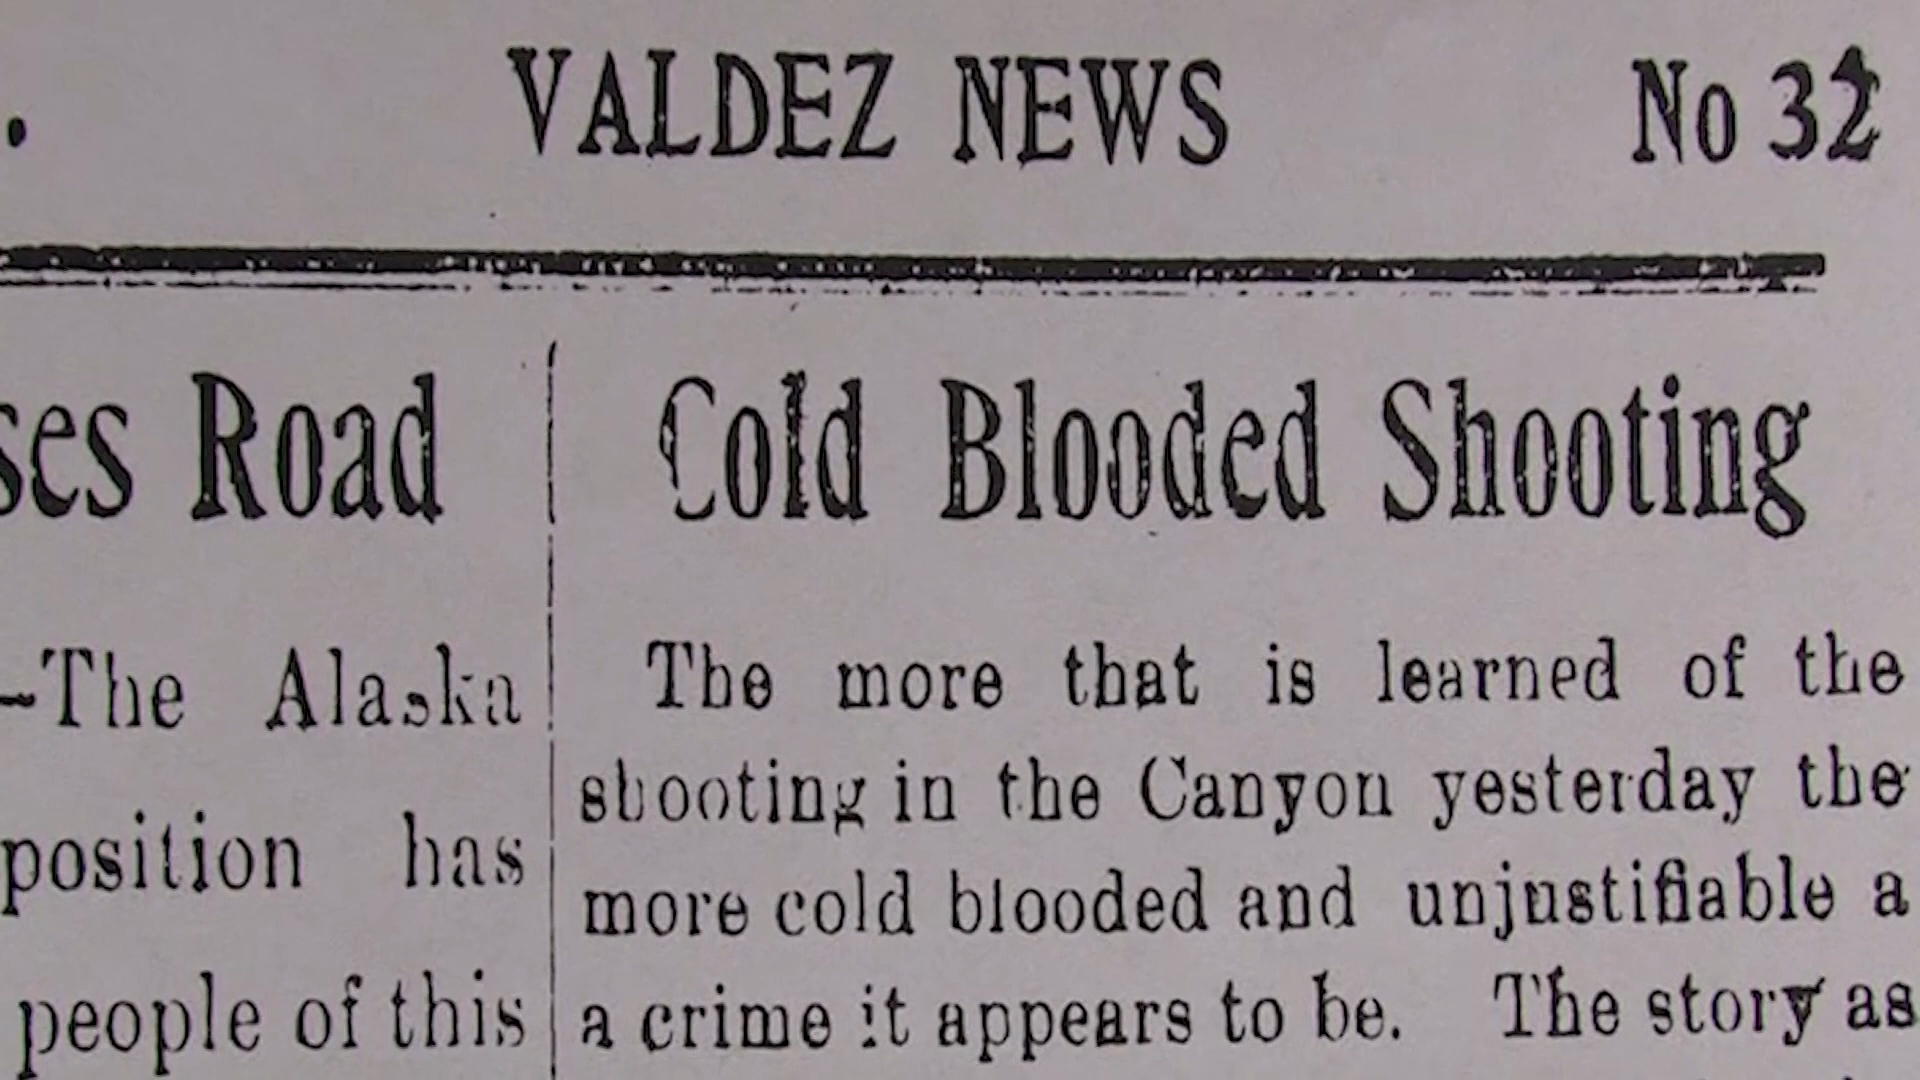 . VALDEZ NEWS No 32
ses Road
-The Alaska
position has
people of this
Cold Blooded Shooting
The more that is learned of the
shooting in the Canyon yesterday the
more cold blooded and unjustifiable a
a crime it appears to be. The story as